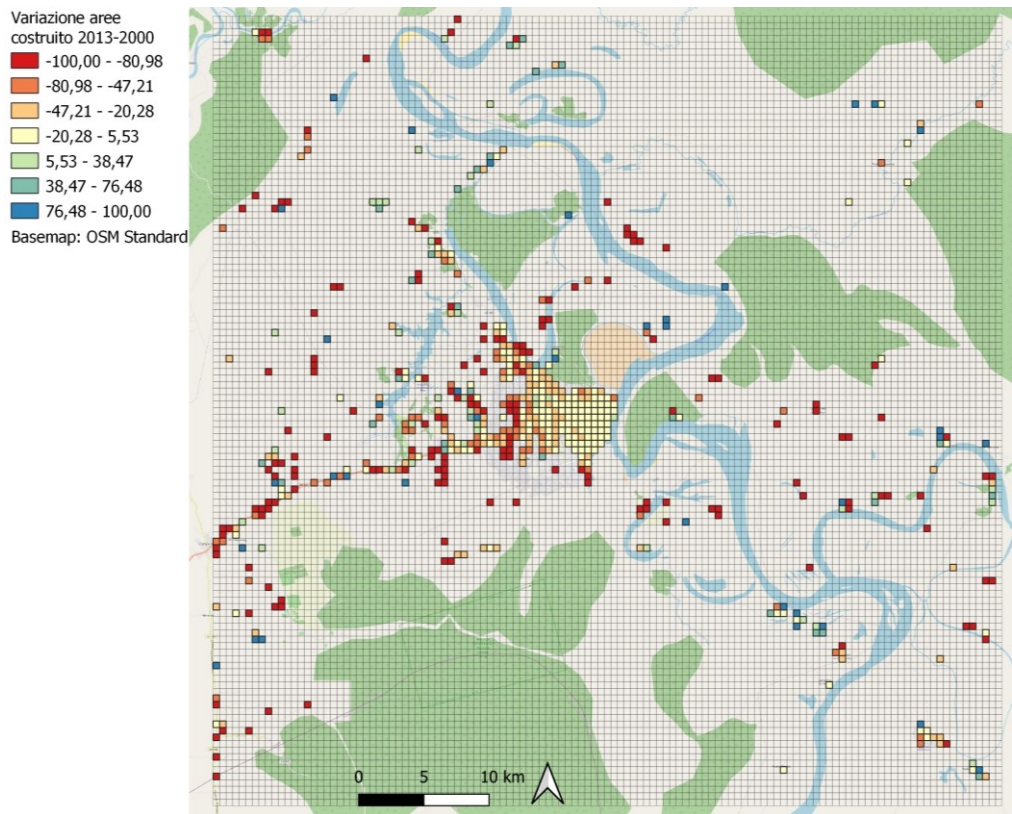 Variazione aree
costruito 2013-2000
-100,00 - -80,98
-80,98 - -47,21
-47,21 - -20,28
-20,28 - 5,53
5,53 - 38,47
38,47 - 76,48
76,48 - 100,00
Basemap: OSM Standard
0 5 10 km